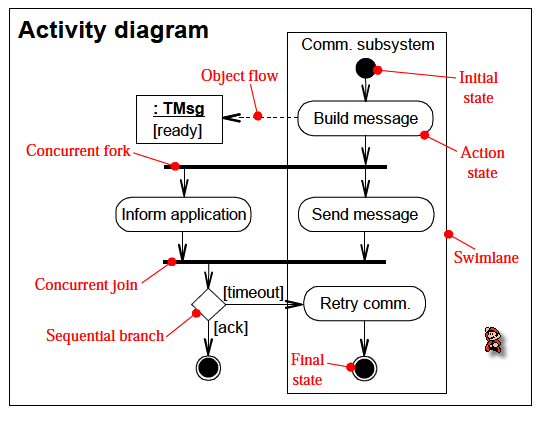 Activity diagram
Comm. subsystem
Object flow
Initial
state
: TMsg
[ready]
Build message
Concurrent fork
Action
state
Inform application
Send message
Swimlane
Concurrent join
[timeout]
Retry comm.
Sequential branch
[ack]
Final
state